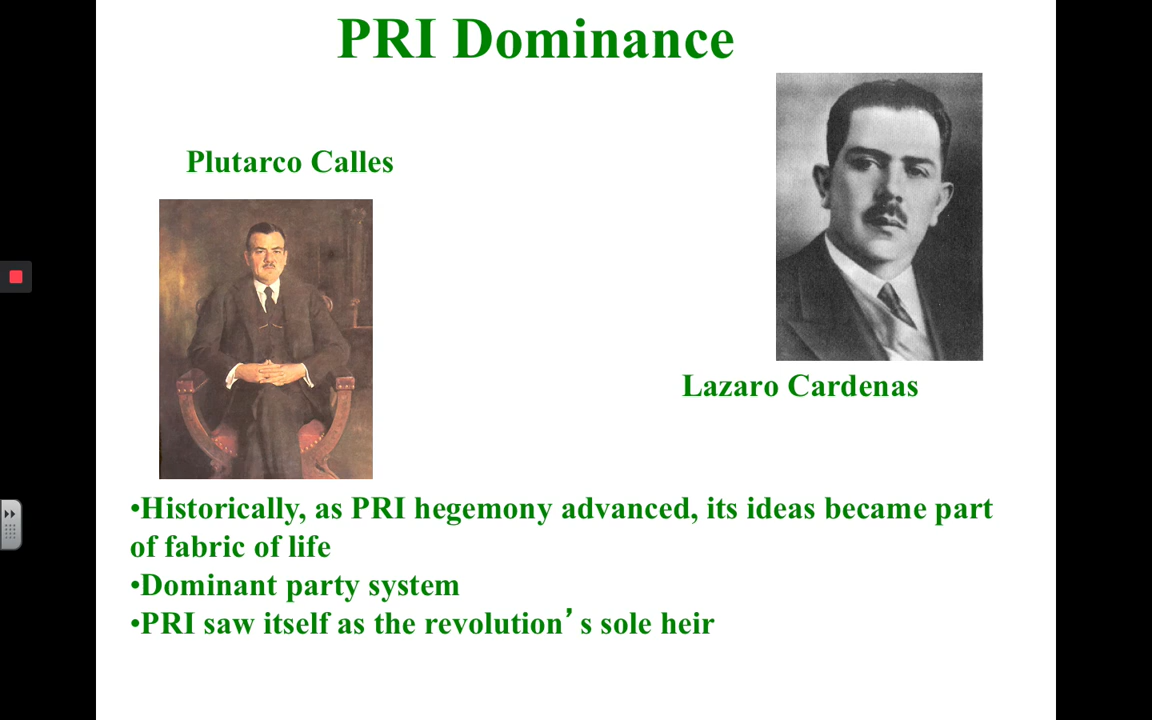 PRI Dominance
Plutarco Calles
Lazaro Cardenas
•Historically, as PRI hegemony advanced, its ideas became part
of fabric of life
•Dominant party system
•PRI saw itself as the revolution’s sole heir